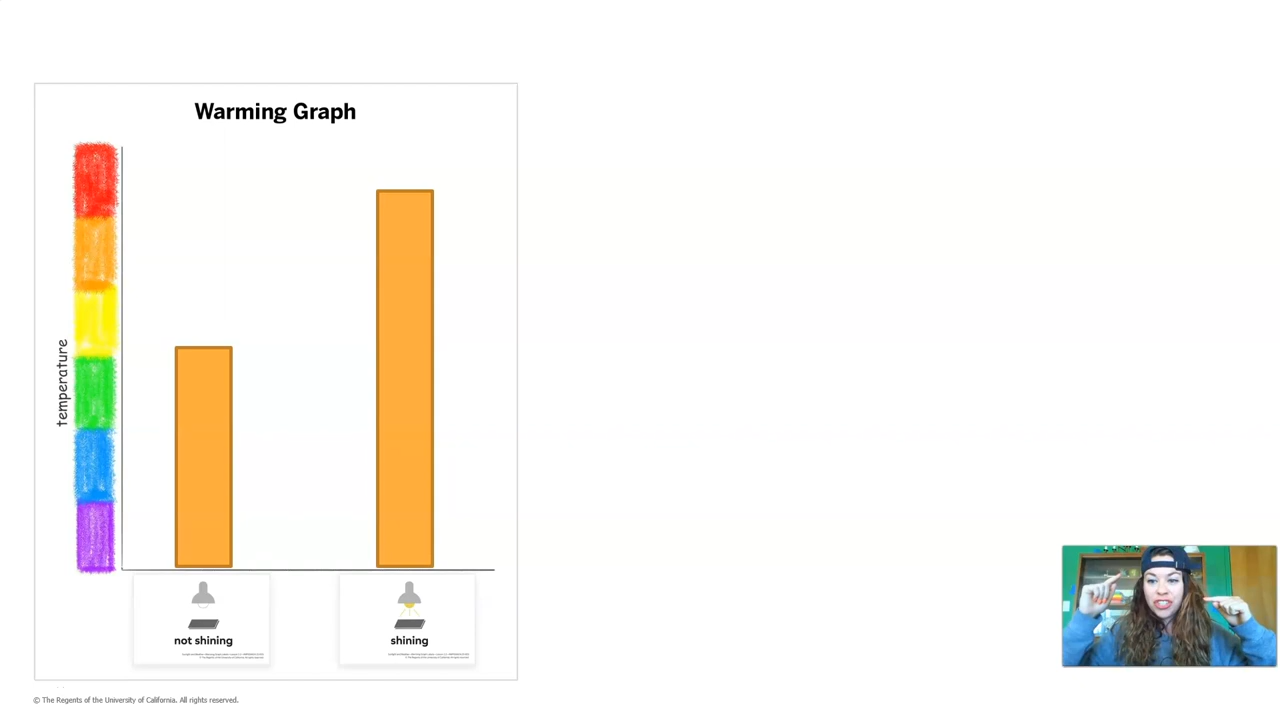 Warming Graph
temperature
not shining
shining
© The Regents of the University of California. All rights reserved.